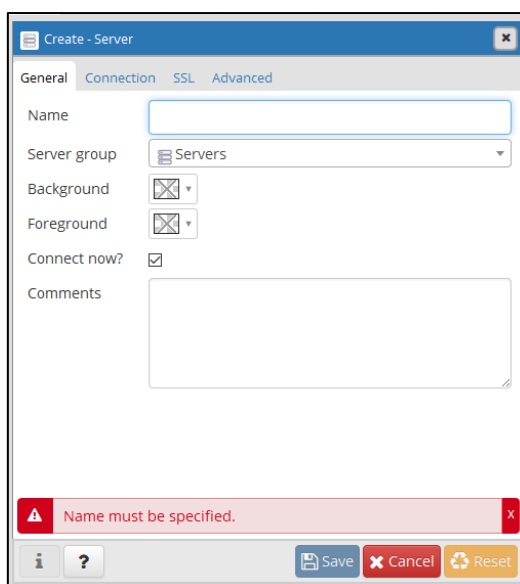 Create - Server
General Connection SSL Advanced
Name
Server group Servers
Background
Foreground
Connect now?
Comments
Name must be specified. x
i ? Save Cancel Reset